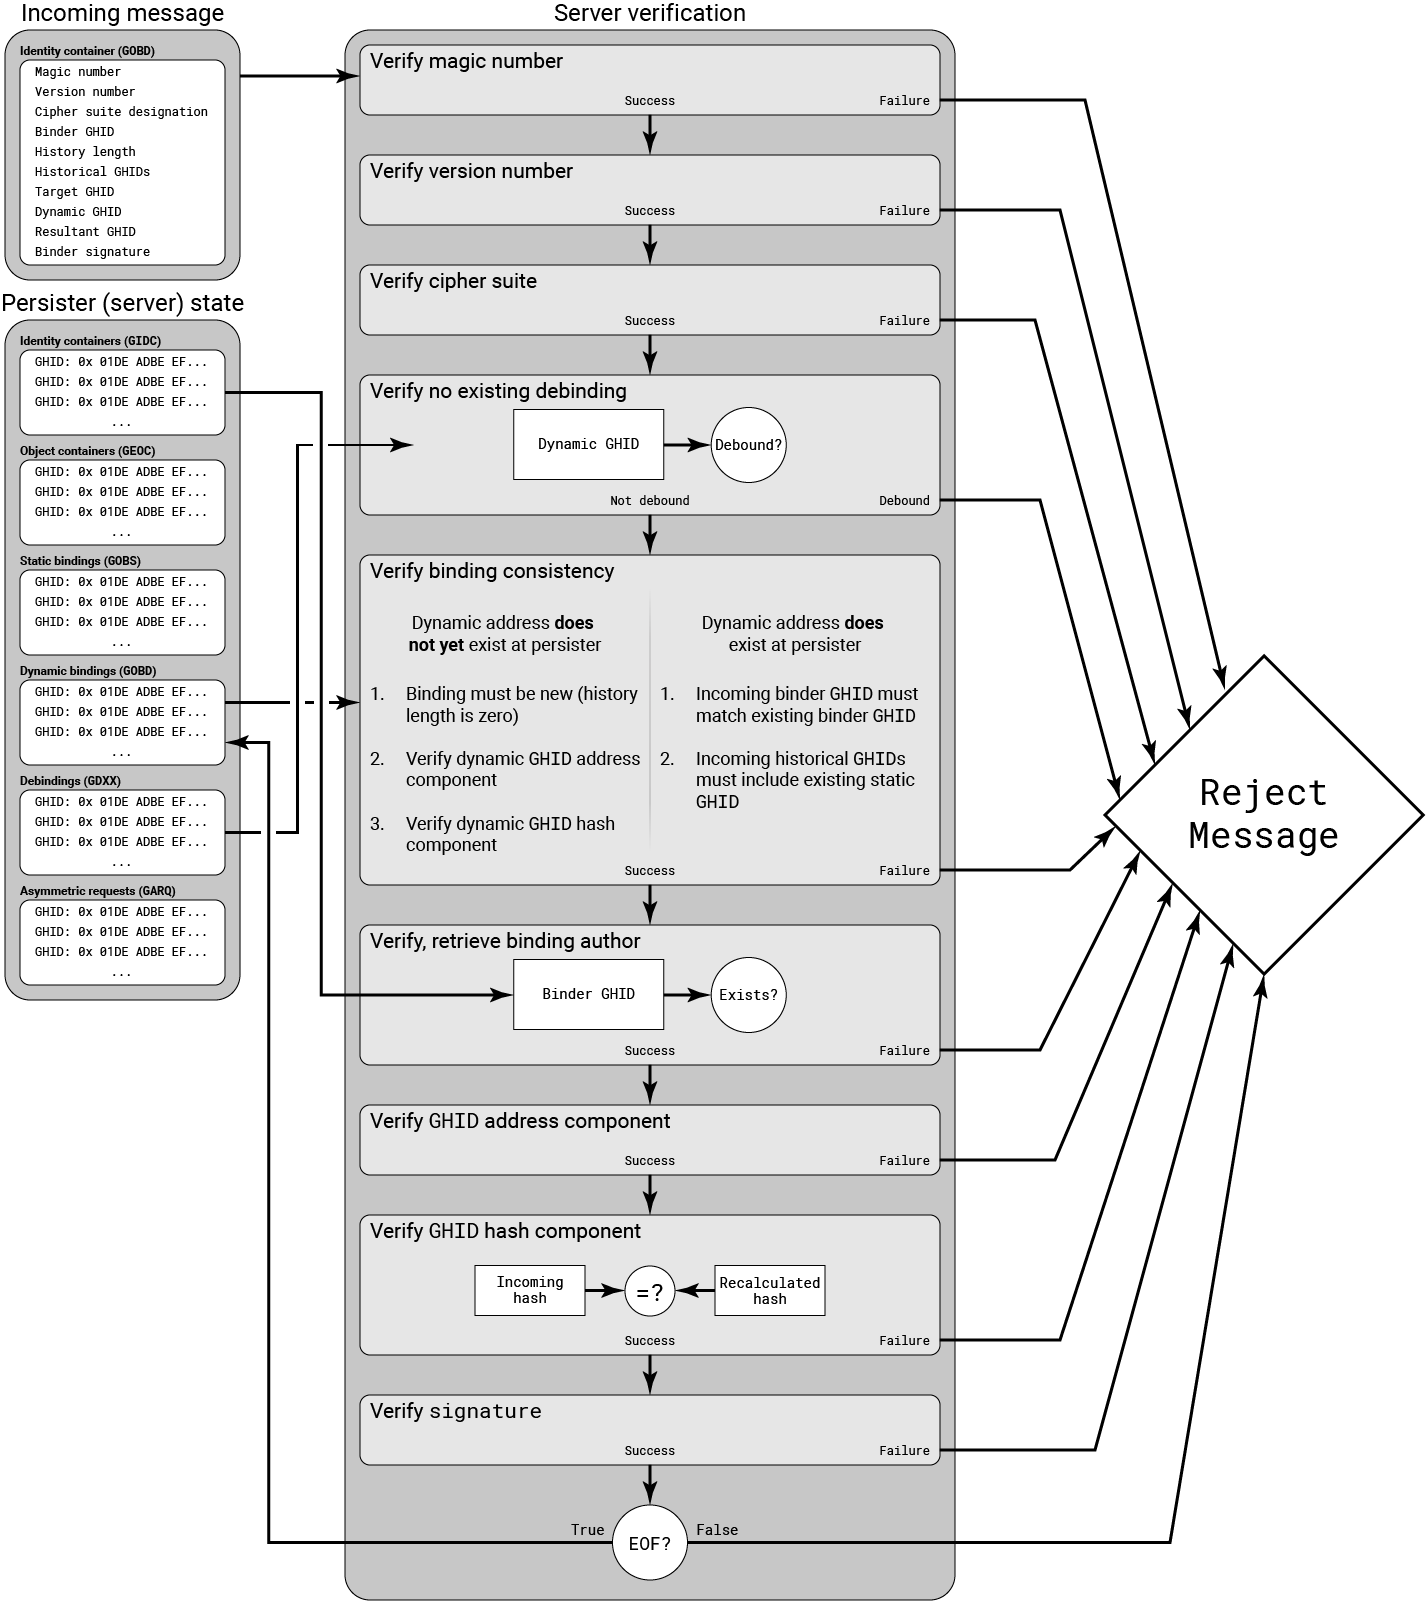 Incoming message
Identity container (GOBD)
Magic number
Version number
Cipher suite designation
Binder GHID
History length
Historical GHIDs
Target GHID
Dynamic GHID
Resultant GHID
Binder signature
Persister (server) state
Identity containers (GIDC)
GHID: 0x 01DE ADBE EF...
GHID: 0x 01DE ADBE EF...
GHID: 0x 01DE ADBE EF...
...
Object containers (GEOC)
GHID: 0x 01DE ADBE EF...
GHID: 0x 01DE ADBE EF...
GHID: 0x 01DE ADBE EF...
...
Static bindings (GOBS)
GHID: 0x 01DE ADBE EF...
GHID: 0x 01DE ADBE EF...
GHID: 0x 01DE ADBE EF...
...
Dynamic bindings (GOBD)
GHID: 0x 01DE ADBE EF...
GHID: 0x 01DE ADBE EF...
GHID: 0x 01DE ADBE EF...
...
Debindings (GDXX)
GHID: 0x 01DE ADBE EF...
GHID: 0x 01DE ADBE EF...
GHID: 0x 01DE ADBE EF...
...
Asymmetric requests (GARQ)
GHID: 0x 01DE ADBE EF...
GHID: 0x 01DE ADBE EF...
GHID: 0x 01DE ADBE EF...
...
Server verification
Verify magic number
Success
Failure
Verify version number
Success
Failure
Verify cipher suite
Success
Failure
Verify no existing debinding
Dynamic GHID
Debound?
Not debound
Debound
Verify binding consistency
Dynamic address does
not yet exist at persister
1. Binding must be new (history
length is zero)
2. Verify dynamic GHID address
component
3. Verify dynamic GHID hash
component
Dynamic address does
exist at persister
1. Incoming binder GHID must
match existing binder GHID
2. Incoming historical GHIDs
must include existing static
GHID
Success
Failure
Verify, retrieve binding author
Binder GHID
Exists?
Success
Failure
Verify GHID address component
Success
Failure
Verify GHID hash component
Incoming
hash
=?
Recalculated
hash
Success
Failure
Verify signature
Success
Failure
True
EOF?
False
Reject
Message